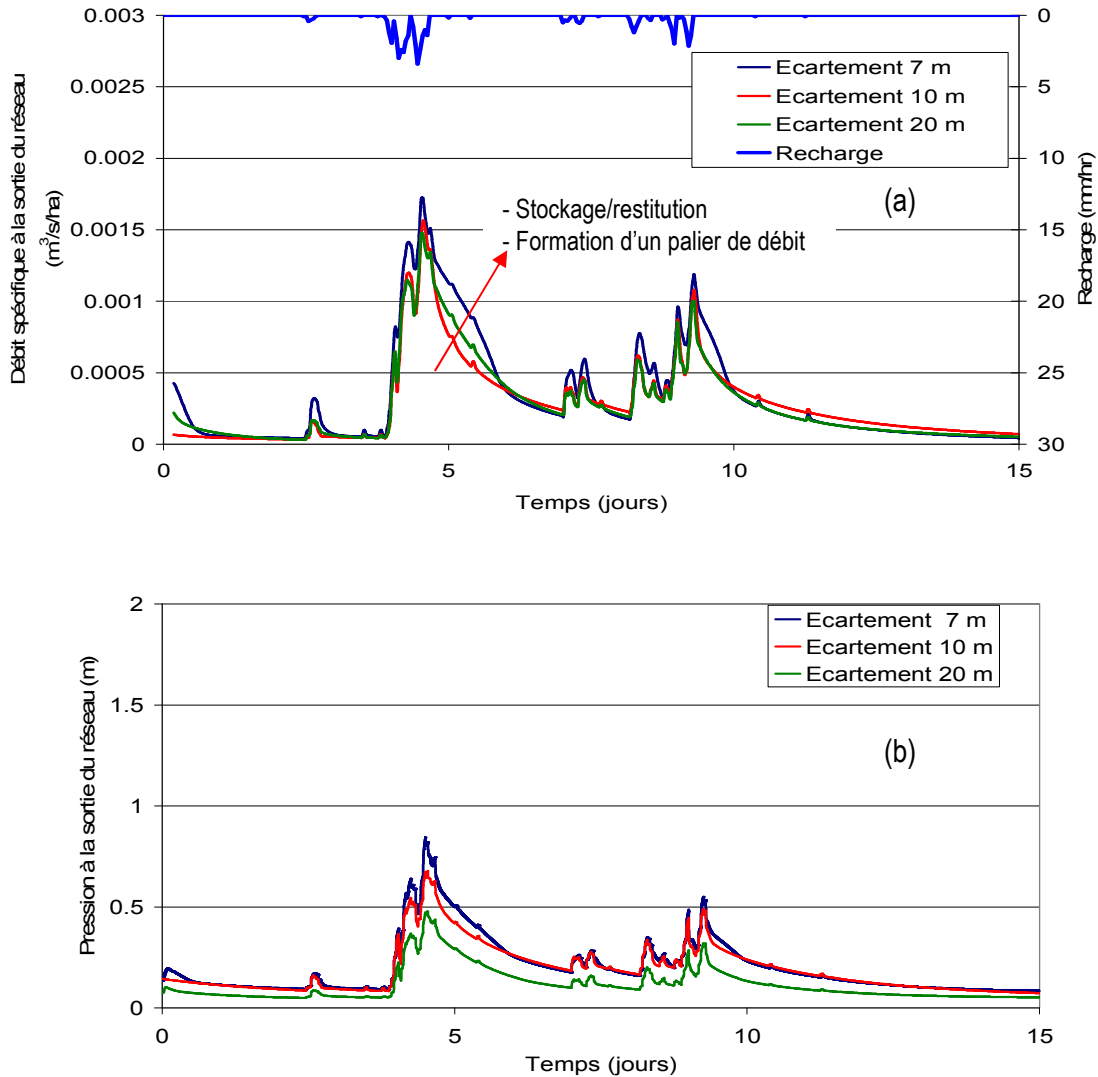 0.003
0.0025
0.002
0.0015
0.001
0.0005
0
Débit spécifique à la sortie du réseau
(m³/s/ha)
0
5
10
15
20
25
30
Recharge (mm/hr)
Ecartement 7 m
Ecartement 10 m
Ecartement 20 m
Recharge
(a)
- Stockage/restitution
- Formation d'un palier de débit
0
5
10
15
Temps (jours)
2
1.5
1
0.5
0
Pression à la sortie du réseau (m)
Ecartement 7 m
Ecartement 10 m
Ecartement 20 m
(b)
0
5
10
15
Temps (jours)